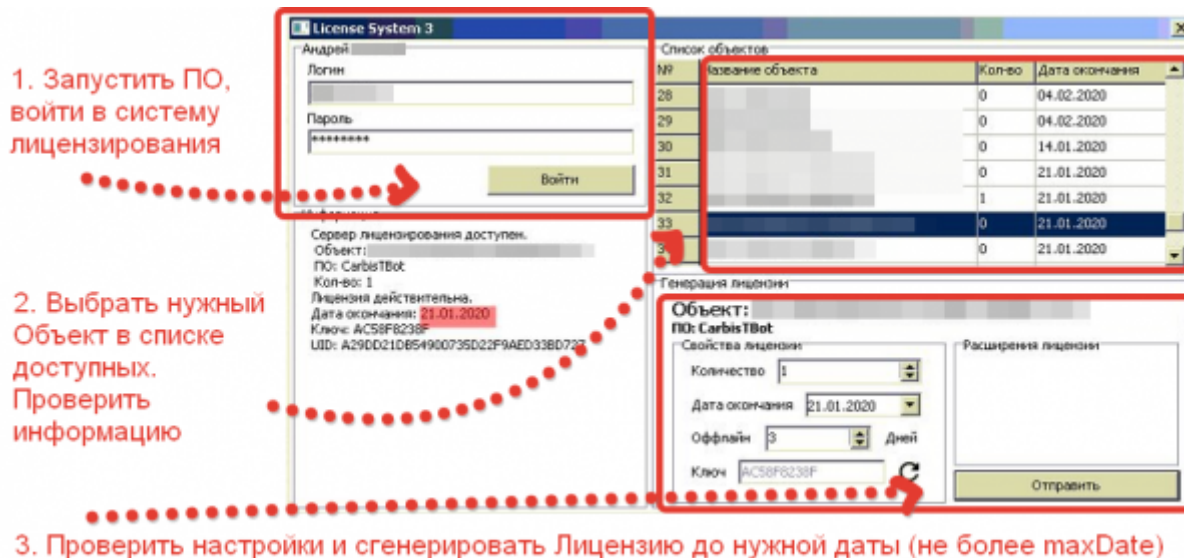 License System 3
1. Запустить ПО,
войти в систему
лицензирования
Андрей
Логин
Пароль
********
Войти
Информация
Сервер лицензирования доступен.
Объект:
ПО: CarbisTBot
Кол-во: 1
Лицензия действительна.
Дата окончания: 21.01.2020
Ключ: AC58F8238F
UID: A29DD21DB54900735D22F9AED33BD737
2. Выбрать нужный
Объект в списке
доступных.
Проверить
информацию
Список объектов
№ Название объекта Кол-во Дата окончания
28 0 04.02.2020
29 0 04.02.2020
30 0 14.01.2020
31 0 21.01.2020
32 1 21.01.2020
33 0 21.01.2020
0 21.01.2020
Генерация лицензии
Объект:
ПО: CarbisTBot
Свойства лицензии
Количество 1
Дата окончания 21.01.2020
Оффлайн 3 Дней
Ключ AC58F8238F
Расширения лицензии
Отправить
3. Проверить настройки и сгенерировать Лицензию до нужной даты (не более maxDate)